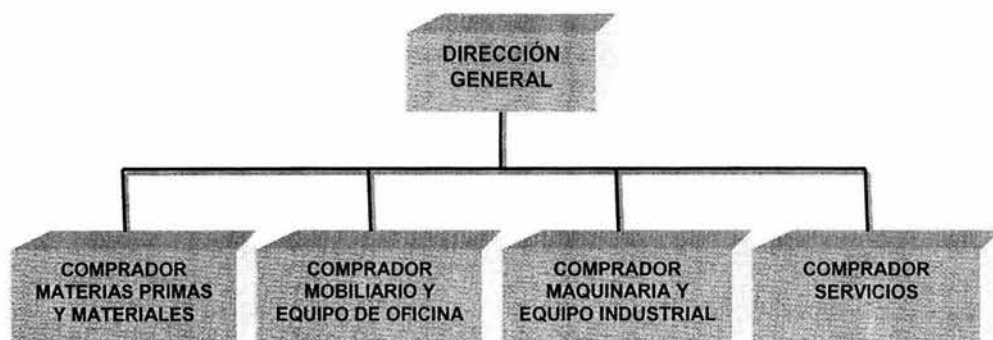 DIRECCIÓN
GENERAL
COMPRADOR
MATERIAS PRIMAS
Y MATERIALES
COMPRADOR
MOBILIARIO Y
EQUIPO DE OFICINA
COMPRADOR
MAQUINARIA Y
EQUIPO INDUSTRIAL
COMPRADOR
SERVICIOS